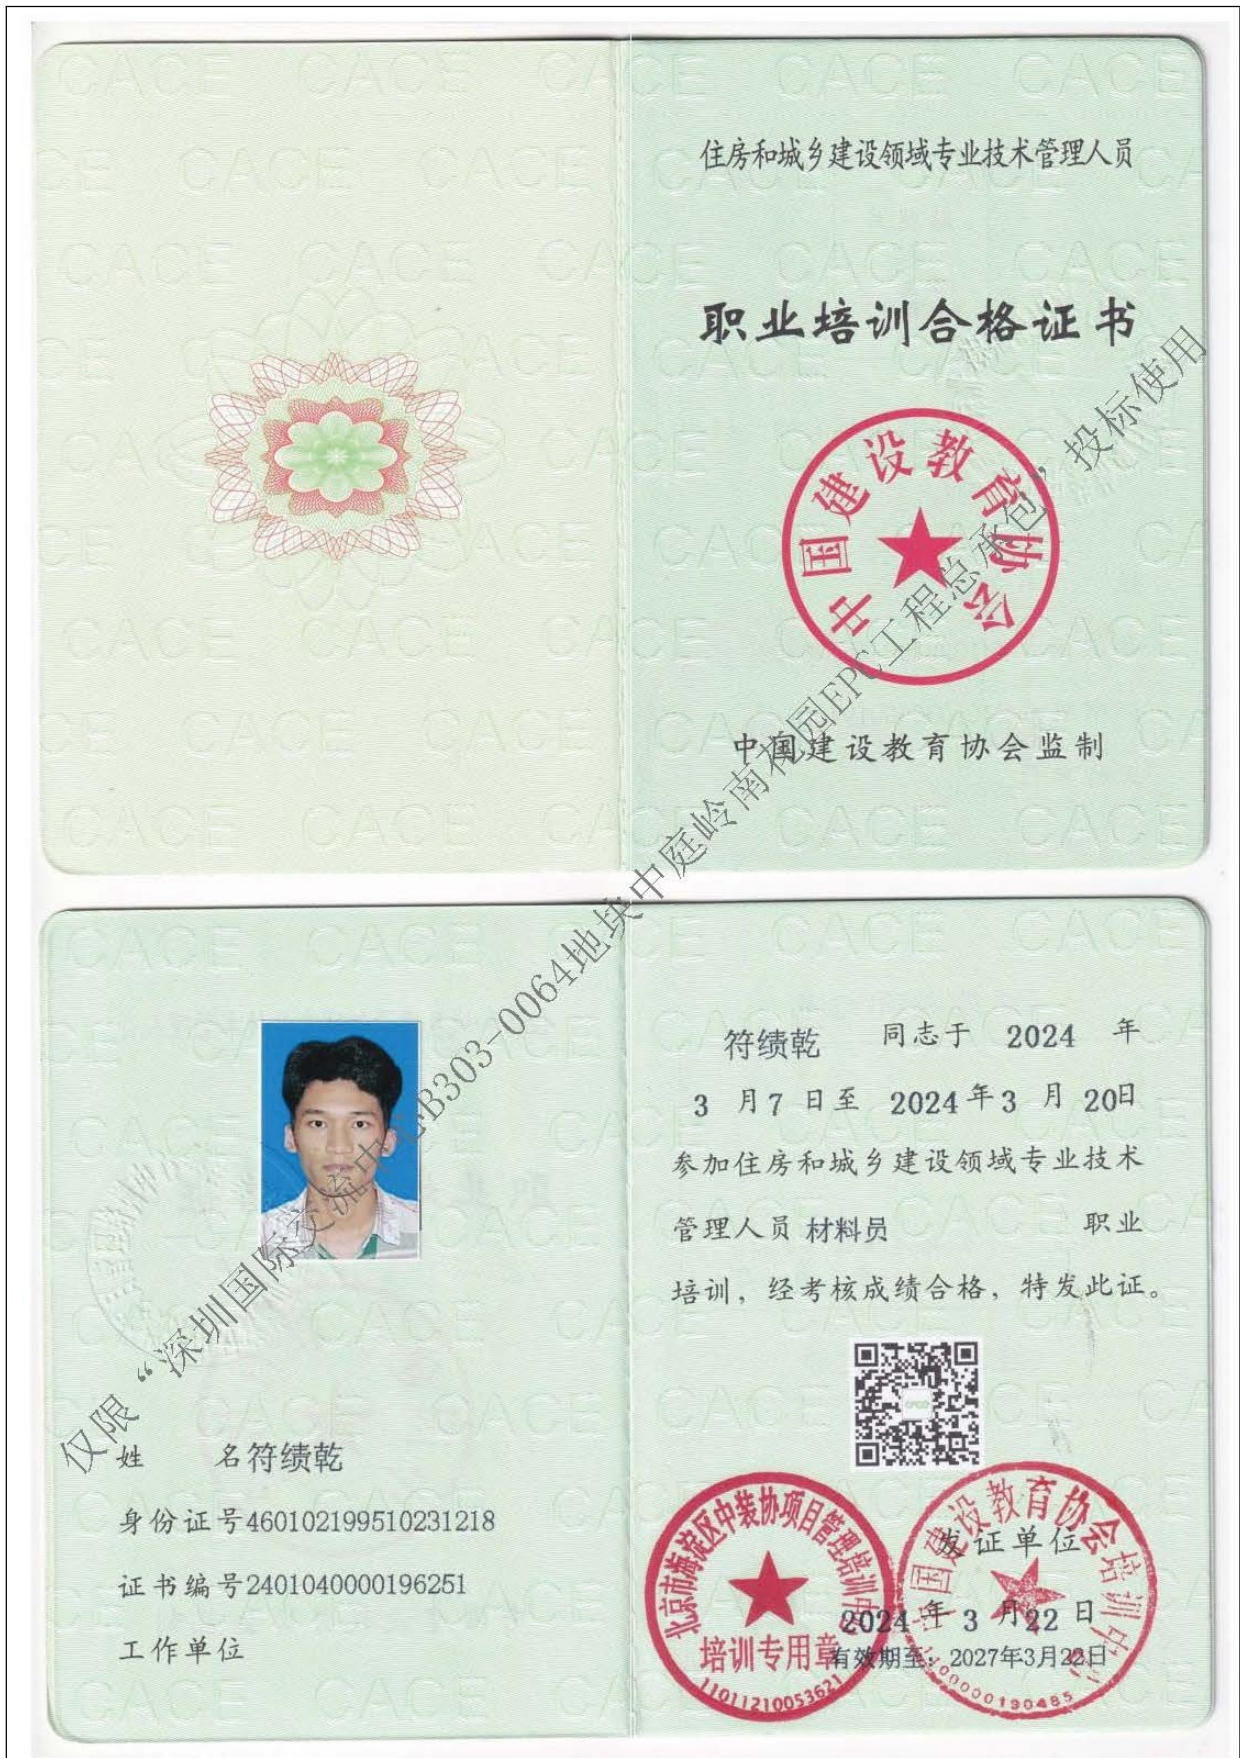 住房和城乡建设领域专业技术管理人员
职业培训合格证书
中国建设教育协会
中国建设教育协会监制
符绩乾 同志于 2024 年
3 月 7 日至 2024 年 3 月 20日
参加住房和城乡建设领域专业技术
管理人员 材料员 职业
培训，经考核成绩合格，特发此证。
姓 名符绩乾
身份证号460102199510231218
证书编号2401040000196251
工作单位
北京市海淀区中装协项目管理培训中心
培训专用章
1101121005362
中国建设教育协会培训中心
1100000190485
发证单位
2024 年 3 月 22 日
有效期至：2027年3月22日
仅限“深圳国际交流中心B303-0064地块中庭岭南花园EPC工程总承包”投标使用
CACE